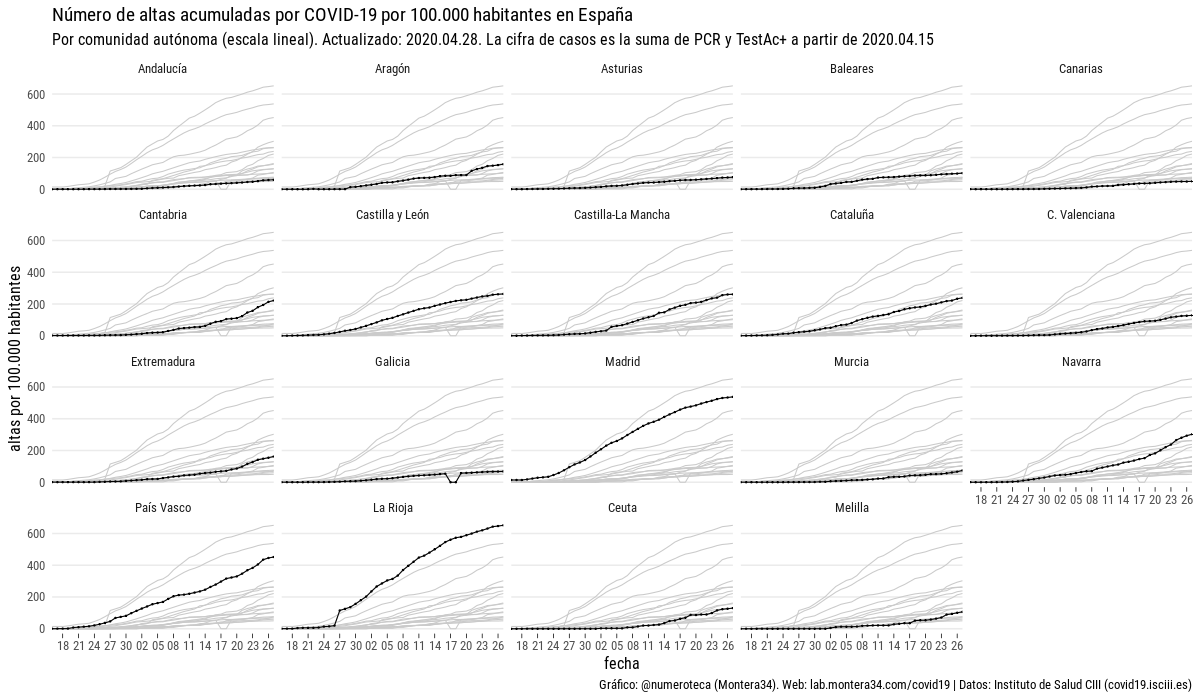 Número de altas acumuladas por COVID-19 por 100.000 habitantes en España
Por comunidad autónoma (escala lineal). Actualizado: 2020.04.28. La cifra de casos es la suma de PCR y TestAc+ a partir de 2020.04.15
Andalucía Aragón Asturias Baleares Canarias
600
400
200
0
Cantabria Castilla y León Castilla-La Mancha Cataluña C. Valenciana
600
400
200
0
altas por 100.000 habitantes
Extremadura Galicia Madrid Murcia Navarra
600
400
200
0
18 21 24 27 30 02 05 08 11 14 17 20 23 26
País Vasco La Rioja Ceuta Melilla
600
400
200
0
18 21 24 27 30 02 05 08 11 14 17 20 23 26 18 21 24 27 30 02 05 08 11 14 17 20 23 26 18 21 24 27 30 02 05 08 11 14 17 20 23 26 18 21 24 27 30 02 05 08 11 14 17 20 23 26
fecha
Gráfico: @numeroteca (Montera34). Web: lab.montera34.com/covid19 | Datos: Instituto de Salud CIII (covid19.isciii.es)